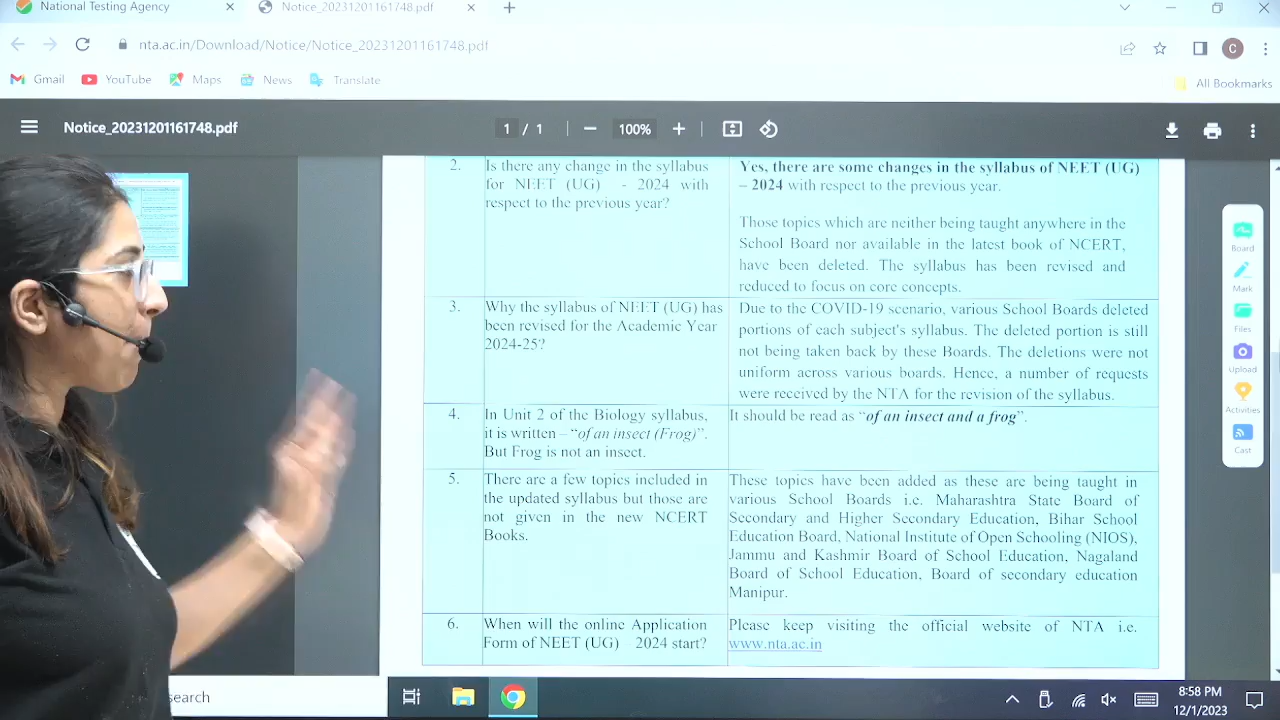 National Testing Agency
Notice_20231201161748.pdf
nta.ac.in/Download/Notice/Notice_20231201161748.pdf
C
Gmail
YouTube
Maps
News
Translate
All Bookmarks
Notice_20231201161748.pdf
1 / 1
100%
2.
Is there any change in the syllabus
for NEET (UG) - 2024 with
respect to the previous year?
Yes, there are some changes in the syllabus of NEET (UG)
– 2024 with respect to the previous year.
Those topics which are neither being taught anywhere in the
School Board nor available in the latest book of NCERT,
have been deleted. The syllabus has been revised and
reduced to focus on core concepts.
3.
Why the syllabus of NEET (UG) has
been revised for the Academic Year
2024-25?
Due to the COVID-19 scenario, various School Boards deleted
portions of each subject's syllabus. The deleted portion is still
not being taken back by these Boards. The deletions were not
uniform across various boards. Hence, a number of requests
were received by the NTA for the revision of the syllabus.
4.
In Unit 2 of the Biology syllabus,
it is written – “of an insect (Frog)”.
But Frog is not an insect.
It should be read as “of an insect and a frog”.
5.
There are a few topics included in
the updated syllabus but those are
not given in the new NCERT
Books.
These topics have been added as these are being taught in
various School Boards i.e. Maharashtra State Board of
Secondary and Higher Secondary Education, Bihar School
Education Board, National Institute of Open Schooling (NIOS),
Jammu and Kashmir Board of School Education, Nagaland
Board of School Education, Board of secondary education
Manipur.
6.
When will the online Application
Form of NEET (UG) 2024 start?
Please keep visiting the official website of NTA i.e.
www.nta.ac.in
Board
Mark
Files
Upload
Activities
Cast
search
8:58 PM
12/1/2023